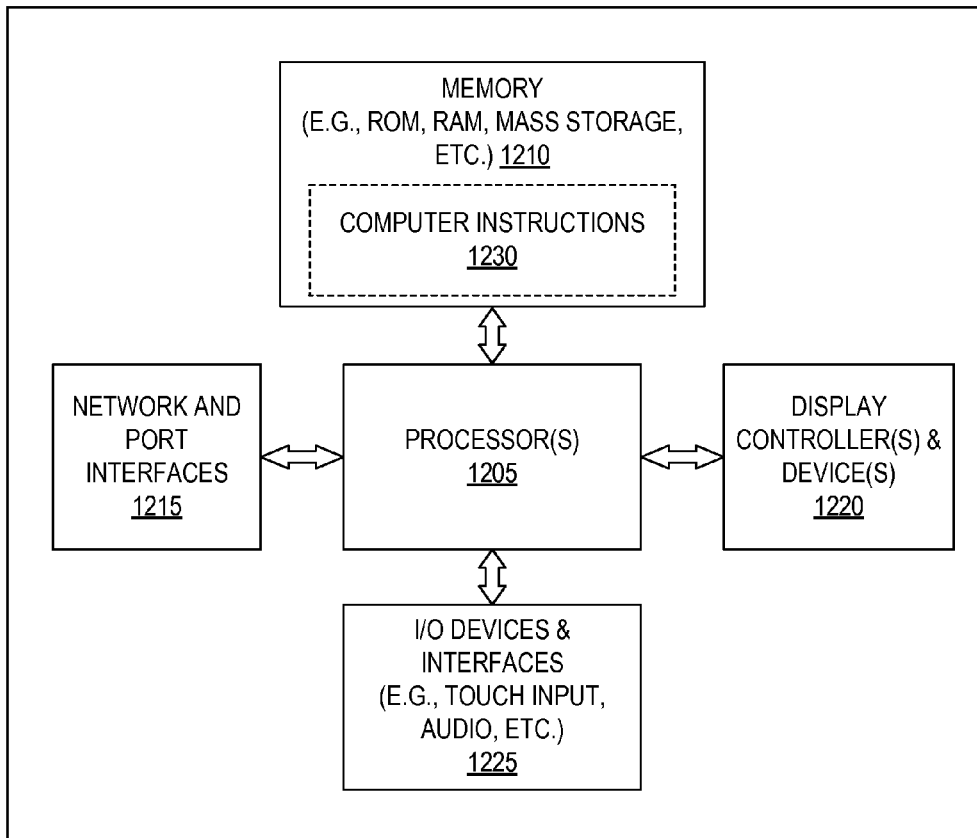 MEMORY
(E.G., ROM, RAM, MASS STORAGE,
ETC.) 1210
COMPUTER INSTRUCTIONS
1230
NETWORK AND
PORT
INTERFACES
1215
PROCESSOR(S)
1205
DISPLAY
CONTROLLER(S) &
DEVICE(S)
1220
I/O DEVICES &
INTERFACES
(E.G., TOUCH INPUT,
AUDIO, ETC.)
1225